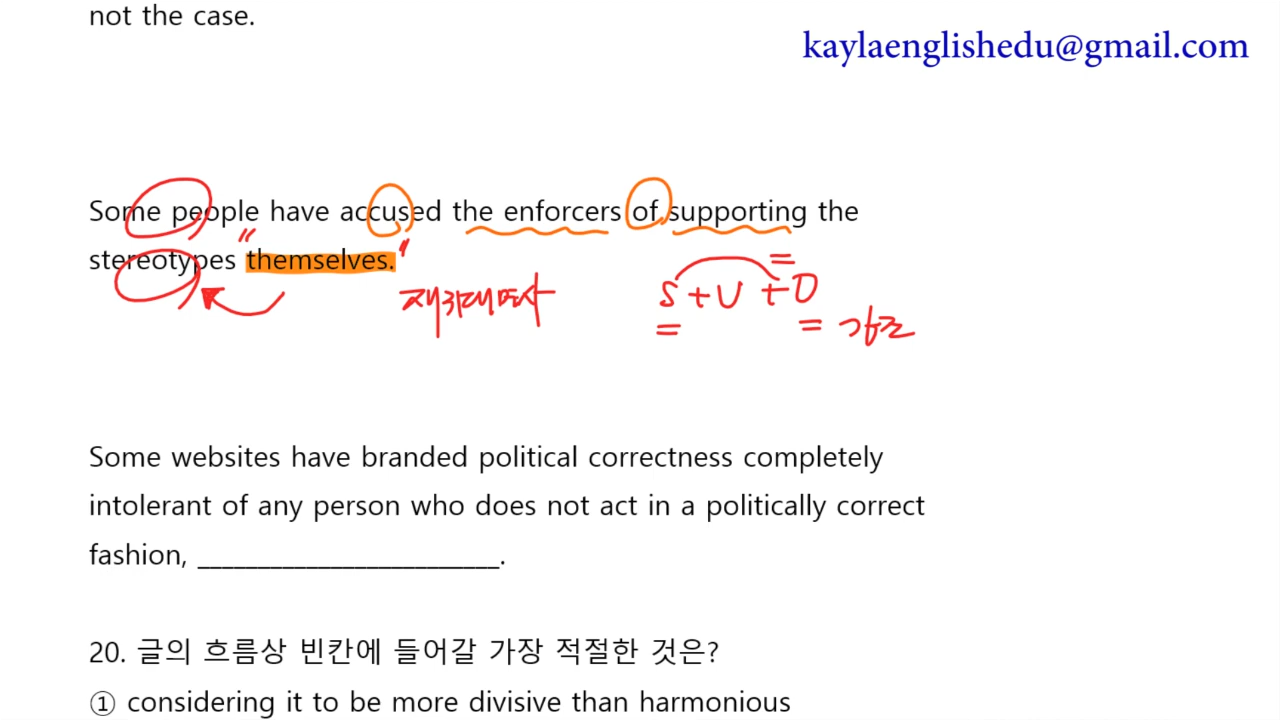 not the case.
kaylaenglishedu@gmail.com
Some people have accused the enforcers of supporting the
stereotypes "themselves."
재귀대명사
S + V + O
= = 강조
Some websites have branded political correctness completely
intolerant of any person who does not act in a politically correct
fashion, _________________________.
20. 글의 흐름상 빈칸에 들어갈 가장 적절한 것은?
① considering it to be more divisive than harmonious